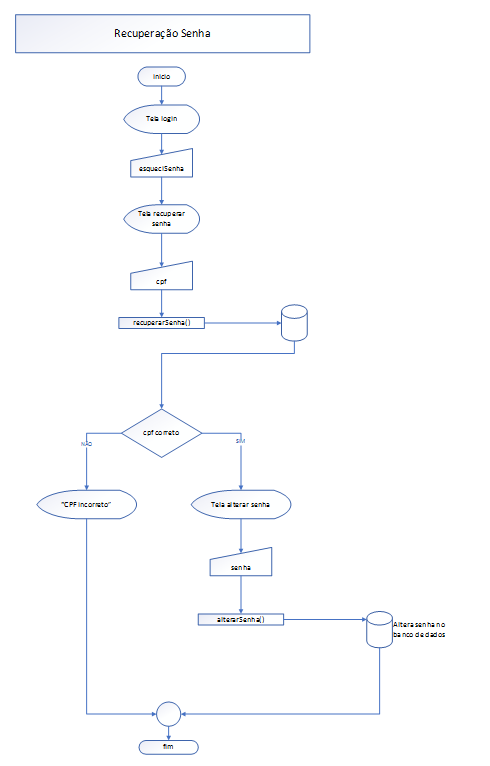 Recuperação Senha
Inicio
Tela login
esqueciSenha
Tela recuperar
senha
cpf
recuperarSenha()
cpf correto
NÃO
SIM
"CPF incorreto"
Tela alterar senha
senha
alterarSenha()
Altera senha no
banco de dados
fim